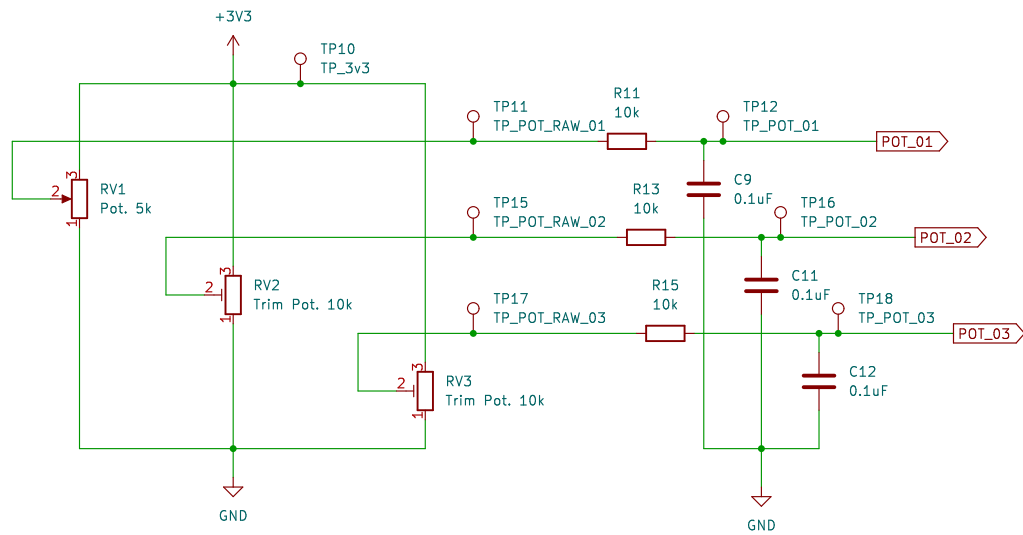 +3V3
TP10
TP_3v3
R11
10k
TP11
TP_POT_RAW_01
TP12
TP_POT_01
POT_01
3
2
1
RV1
Pot. 5k
R13
10k
C9
0.1uF
TP15
TP_POT_RAW_02
TP16
TP_POT_02
POT_02
3
2
1
RV2
Trim Pot. 10k
R15
10k
C11
0.1uF
TP17
TP_POT_RAW_03
TP18
TP_POT_03
POT_03
3
2
1
RV3
Trim Pot. 10k
C12
0.1uF
GND
GND